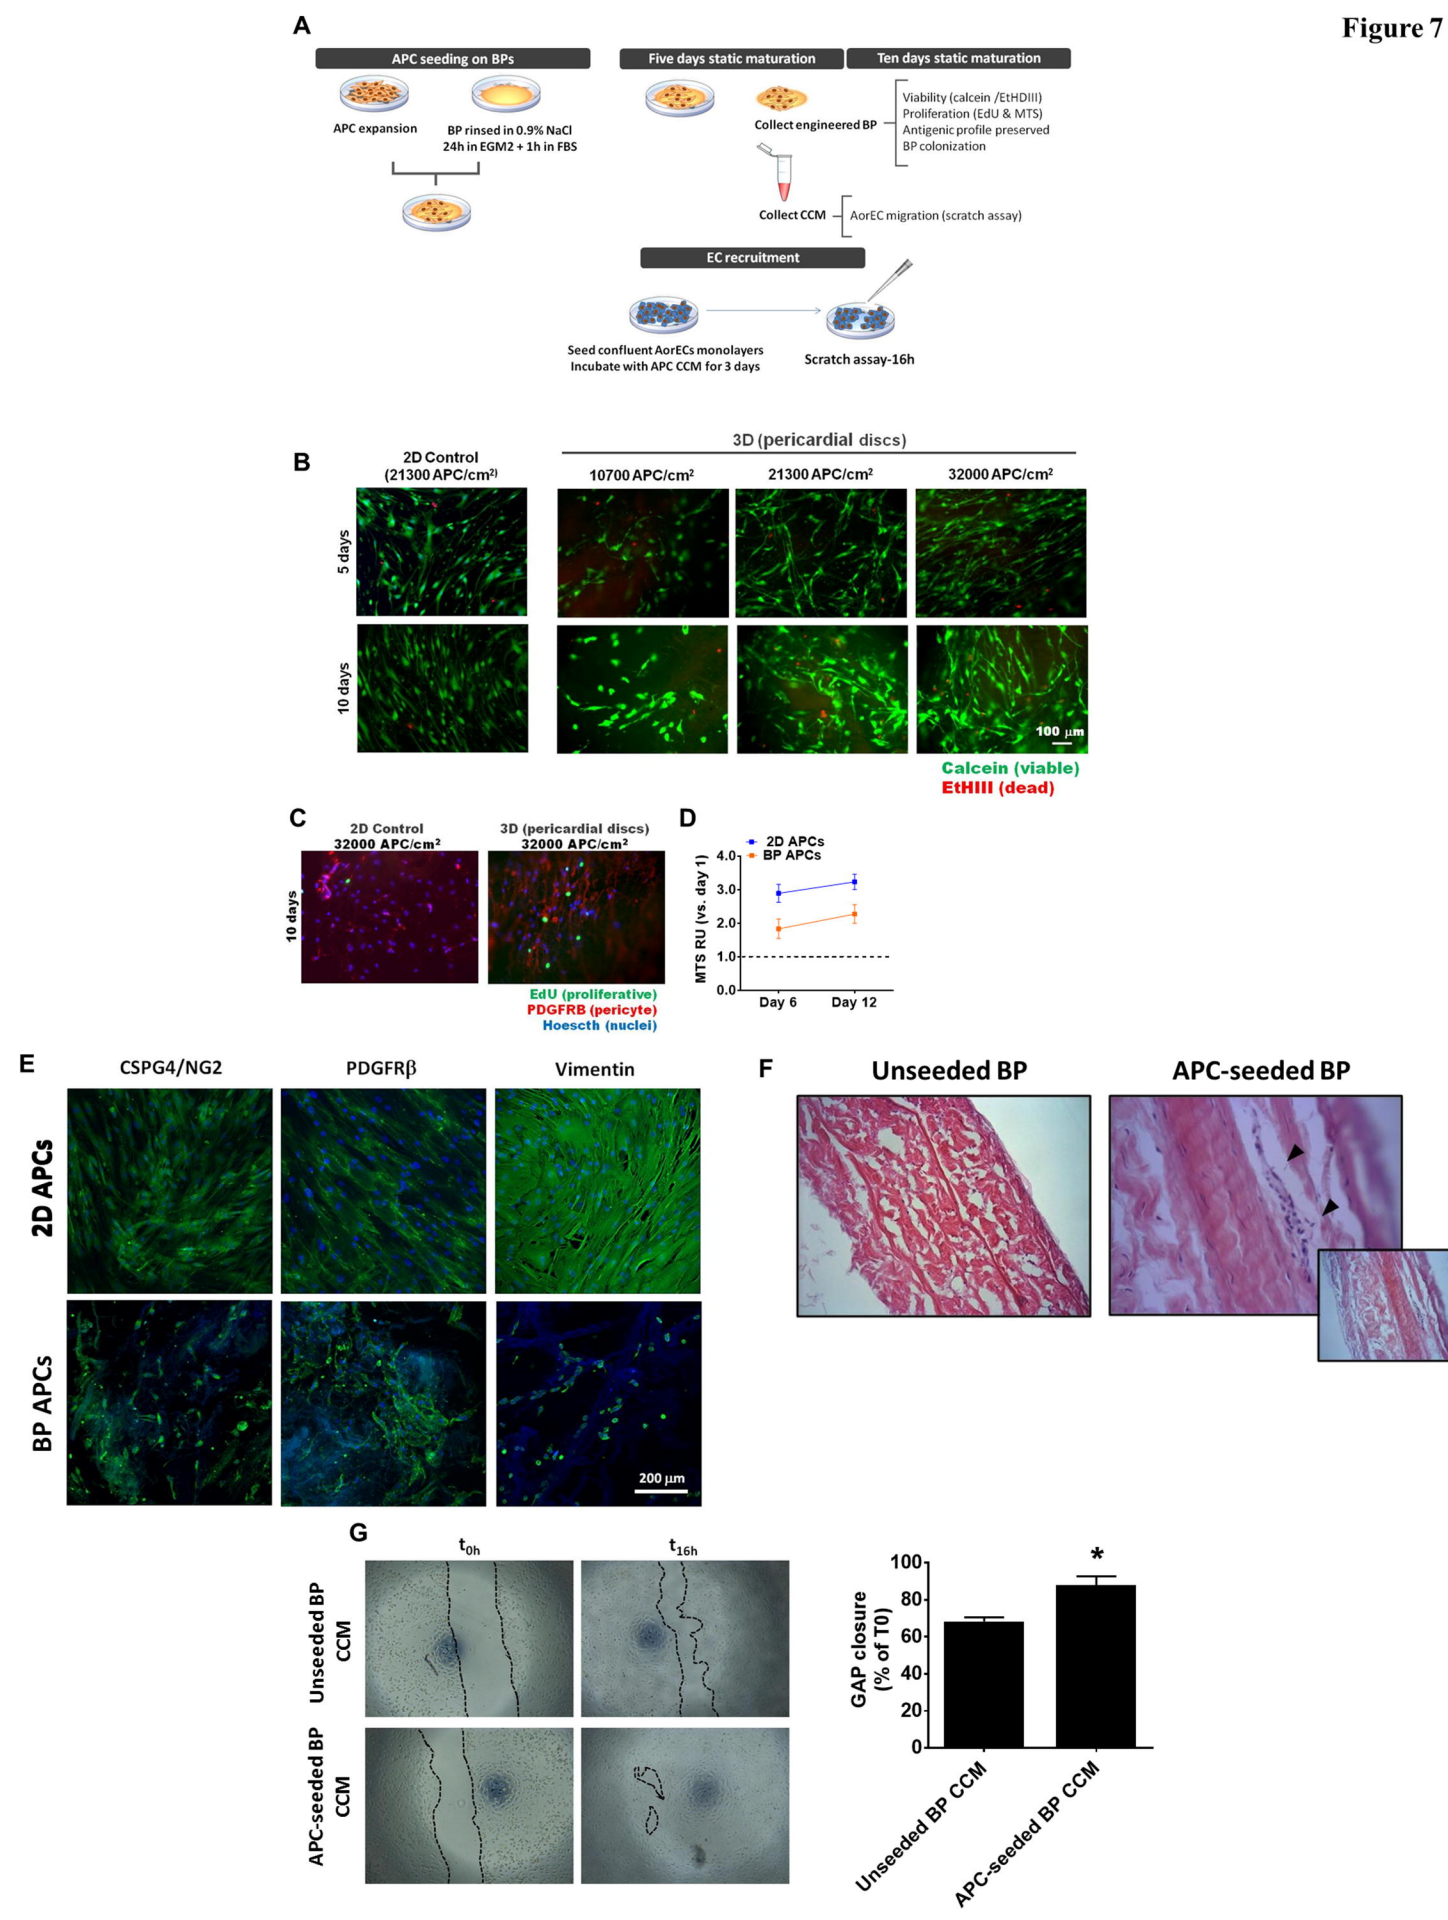 Figure 7
A
APC seeding on BPs
Five days static maturation
Ten days static maturation
APC expansion
BP rinsed in 0.9% NaCl
24h in EGM2 + 1h in FBS
Collect engineered BP
Viability (calcein /EtHDIII)
Proliferation (EdU & MTS)
Antigenic profile preserved
BP colonization
Collect CCM
AorEC migration (scratch assay)
EC recruitment
Seed confluent AorECs monolayers
Incubate with APC CCM for 3 days
Scratch assay-16h
B
2D Control
(21300 APC/cm²)
3D (pericardial discs)
10700 APC/cm²
21300 APC/cm²
32000 APC/cm²
5 days
10 days
100 µm
Calcein (viable)
EtHIII (dead)
C
2D Control
32000 APC/cm²
3D (pericardial discs)
32000 APC/cm²
10 days
EdU (proliferative)
PDGFRB (pericyte)
Hoescth (nuclei)
D
2D APCs
BP APCs
MTS RU (vs. day 1)
4.0
3.0
2.0
1.0
0.0
Day 6
Day 12
E
CSPG4/NG2
PDGFRβ
Vimentin
2D APCs
BP APCs
200 µm
F
Unseeded BP
APC-seeded BP
G
t0h
t16h
Unseeded BP
CCM
APC-seeded BP
CCM
GAP closure
(% of T0)
100
80
60
40
20
0
*
Unseeded BP CCM
APC-seeded BP CCM